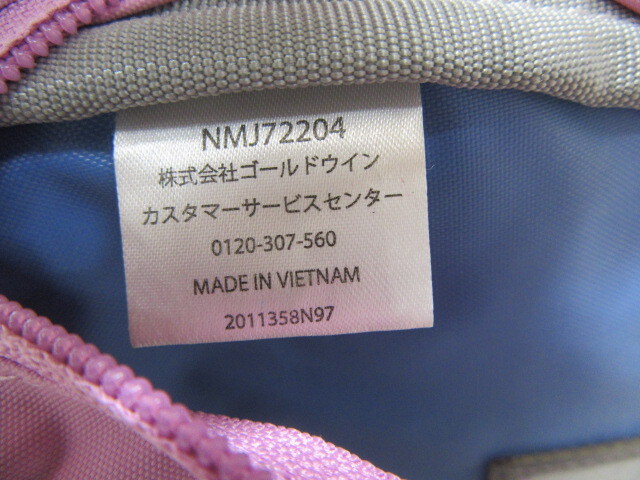 NMJ72204
株式会社ゴールドウイン
カスタマーサービスセンター
0120-307-560
MADE IN VIETNAM
2011358N97